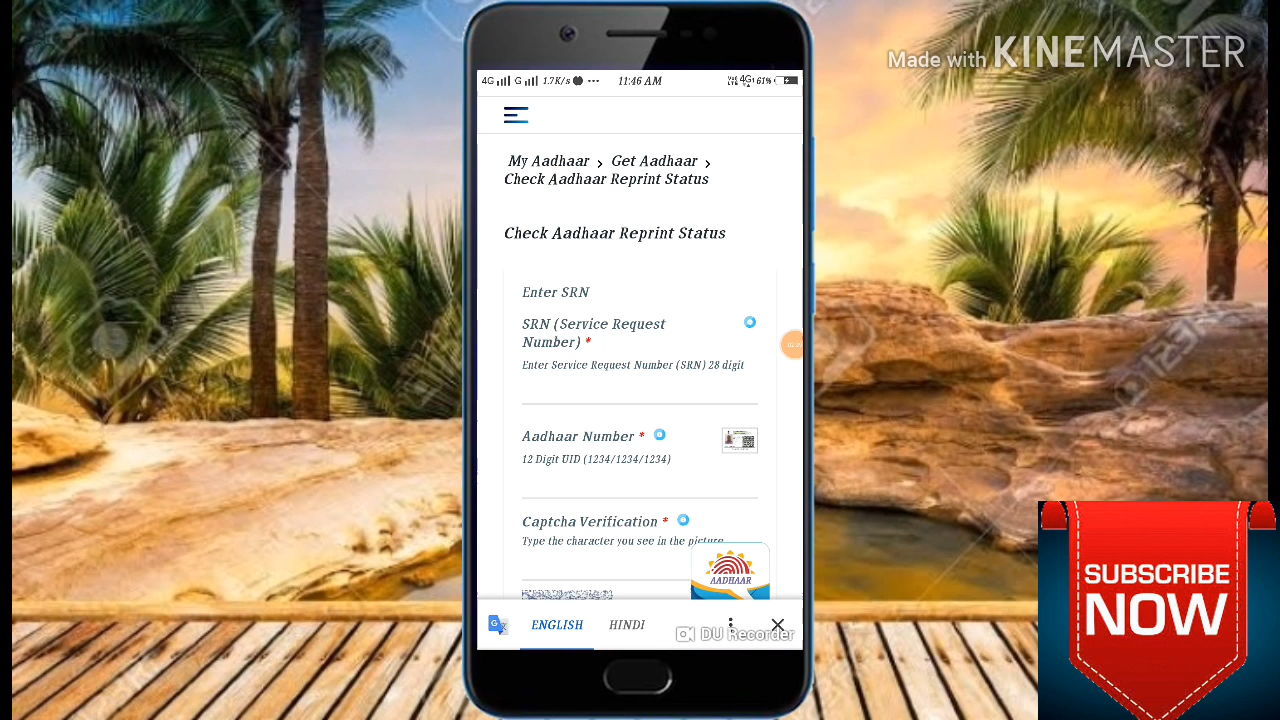 Made with KINEMASTER
4G G 1.7K/s ... 11:46 AM 4G 61%
My Aadhaar > Get Aadhaar >
Check Aadhaar Reprint Status
Check Aadhaar Reprint Status
Enter SRN
SRN (Service Request
Number) *
Enter Service Request Number (SRN) 28 digit
Aadhaar Number *
12 Digit UID (1234/1234/1234)
Captcha Verification *
Type the character you see in the picture
AADHAAR
ENGLISH HINDI
DU Recorder
SUBSCRIBE
NOW